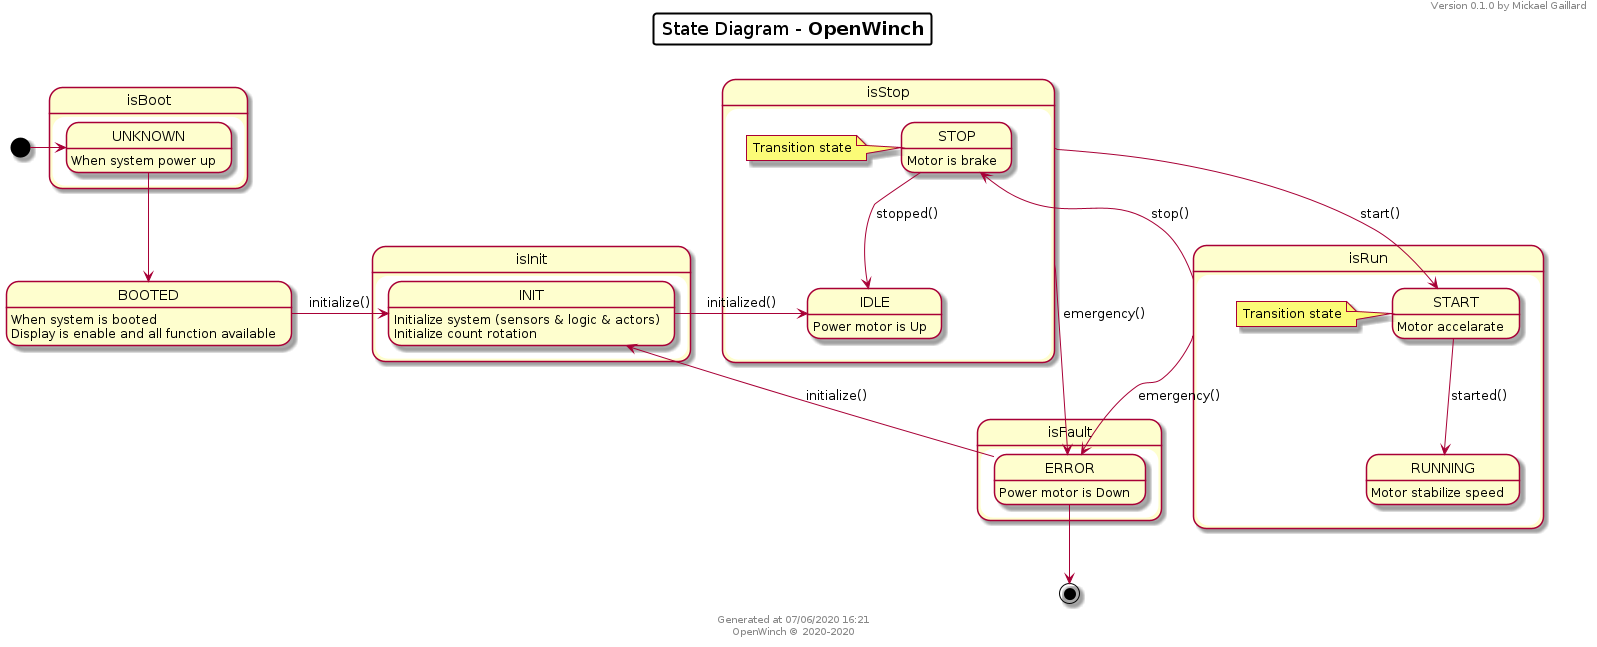 Version 0.1.0 by Mickael Gaillard
State Diagram - OpenWinch
isBoot
UNKNOWN
When system power up
BOOTED
When system is booted
Display is enable and all function available
initialize()
isInit
INIT
Initialize system (sensors & logic & actors)
Initialize count rotation
initialized()
isStop
STOP
Motor is brake
Transition state
stopped()
IDLE
Power motor is Up
stop()
start()
emergency()
isRun
START
Motor accelarate
Transition state
started()
RUNNING
Motor stabilize speed
initialize()
emergency()
isFault
ERROR
Power motor is Down
Generated at 07/06/2020 16:21
OpenWinch © 2020-2020